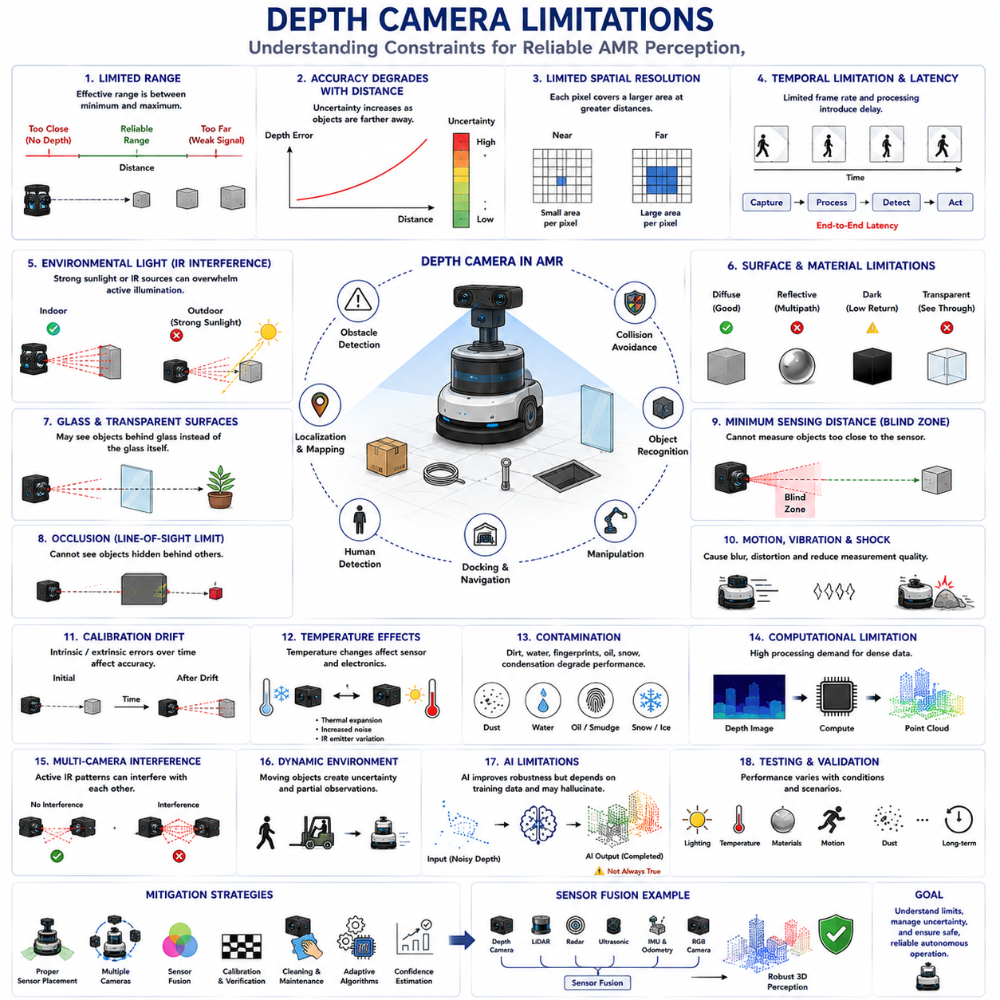 DEPTH CAMERA LIMITATIONS
Understanding Constraints for Reliable AMR Perception,
1. LIMITED RANGE
Effective range is between
minimum and maximum.
Too Close
(No Depth)
Reliable
Range
Too Far
(Weak Signal)
Distance
2. ACCURACY DEGRADES
WITH DISTANCE
Uncertainty increases as
objects are farther away.
Depth Error
Distance
Uncertainty
High
Low
3. LIMITED SPATIAL RESOLUTION
Each pixel covers a larger area at
greater distances.
Near
Far
Small area
per pixel
Large area
per pixel
4. TEMPORAL LIMITATION & LATENCY
Limited frame rate and processing
introduce delay.
Time
Capture
Process
Detect
Act
End-to-End Latency
5. ENVIRONMENTAL LIGHT (IR INTERFERENCE)
Strong sunlight or IR sources can overwhelm
active illumination.
Indoor
Outdoor
(Strong Sunlight)
DEPTH CAMERA IN AMR
Obstacle
Detection
Collision
Avoidance
Localization
& Mapping
Object
Recognition
Human
Detection
Docking &
Navigation
Manipulation
6. SURFACE & MATERIAL LIMITATIONS
Diffuse
(Good)
Reflective
(Multipath)
Dark
(Low Return)
Transparent
(See Through)
7. GLASS & TRANSPARENT SURFACES
May see objects behind glass instead of
the glass itself.
8. OCCLUSION (LINE-OF-SIGHT LIMIT)
Cannot see objects hidden behind others.
9. MINIMUM SENSING DISTANCE (BLIND ZONE)
Cannot measure objects too close to the sensor.
Blind
Zone
10. MOTION, VIBRATION & SHOCK
Cause blur, distortion and reduce measurement quality.
11. CALIBRATION DRIFT
Intrinsic / extrinsic errors over time
affect accuracy.
Initial
After Drift
Time
12. TEMPERATURE EFFECTS
Temperature changes affect sensor
and electronics.
• Thermal expansion
• Increased noise
• IR emitter variation
13. CONTAMINATION
Dirt, water, fingerprints, oil, snow,
condensation degrade performance.
Dust
Water
Oil / Smudge
Snow / Ice
14. COMPUTATIONAL LIMITATION
High processing demand for dense data.
Depth Image
Compute
Point Cloud
15. MULTI-CAMERA INTERFERENCE
Active IR patterns can interfere with
each other.
No Interference
Interference
16. DYNAMIC ENVIRONMENT
Moving objects create uncertainty
and partial observations.
17. AI LIMITATIONS
AI improves robustness but depends on
training data and may hallucinate.
Input (Noisy Depth)
AI Output (Completed)
Not Always True
18. TESTING & VALIDATION
Performance varies with conditions
and scenarios.
Lighting
Temperature
Materials
Motion
Dust
Long-term
MITIGATION STRATEGIES
Proper
Sensor Placement
Multiple
Cameras
Sensor
Fusion
Calibration
& Verification
Cleaning &
Maintenance
Adaptive
Algorithms
Confidence
Estimation
SENSOR FUSION EXAMPLE
Depth
Camera
LiDAR
Radar
Ultrasonic
IMU &
Odometry
RGB
Camera
Sensor Fusion
Robust 3D
Perception
GOAL
Understand limits,
manage uncertainty,
and ensure safe,
reliable autonomous
operation.